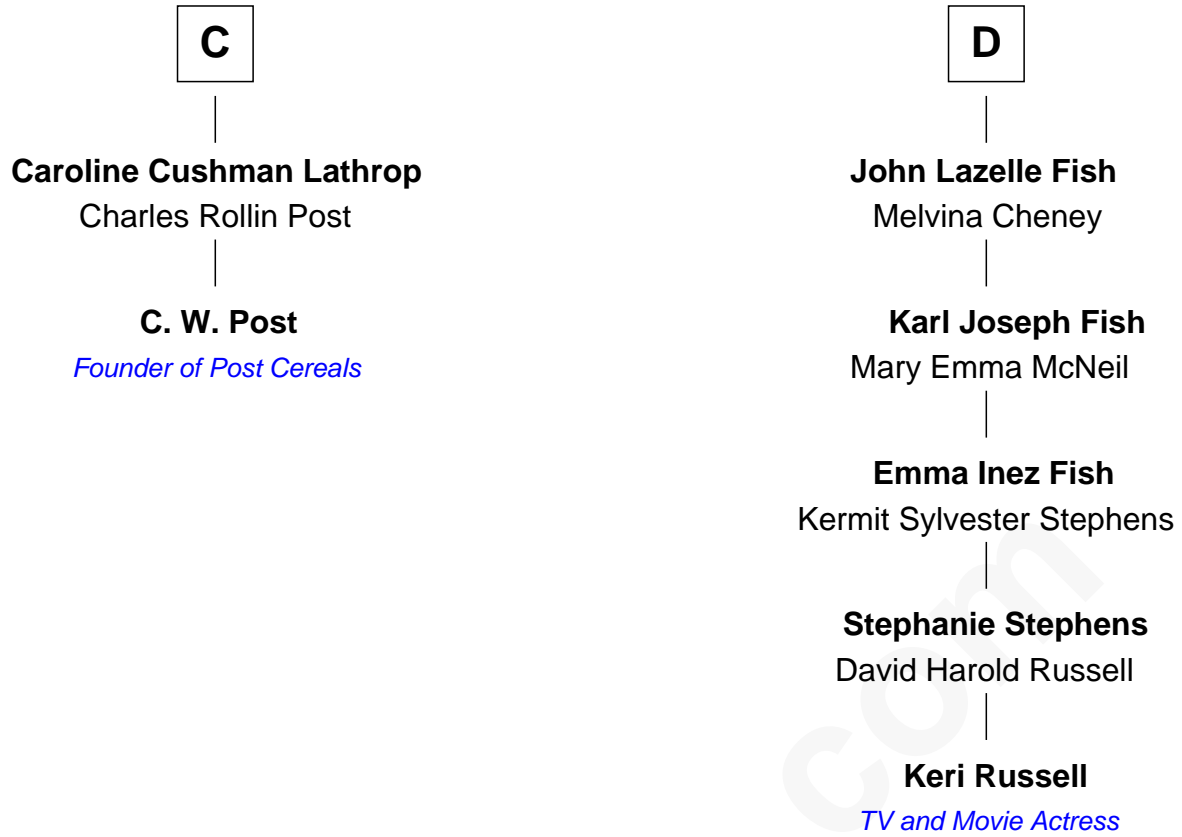 C
Caroline Cushman Lathrop
Charles Rollin Post
C. W. Post
Founder of Post Cereals
D
John Lazelle Fish
Melvina Cheney
Karl Joseph Fish
Mary Emma McNeil
Emma Inez Fish
Kermit Sylvester Stephens
Stephanie Stephens
David Harold Russell
Keri Russell
TV and Movie Actress
com